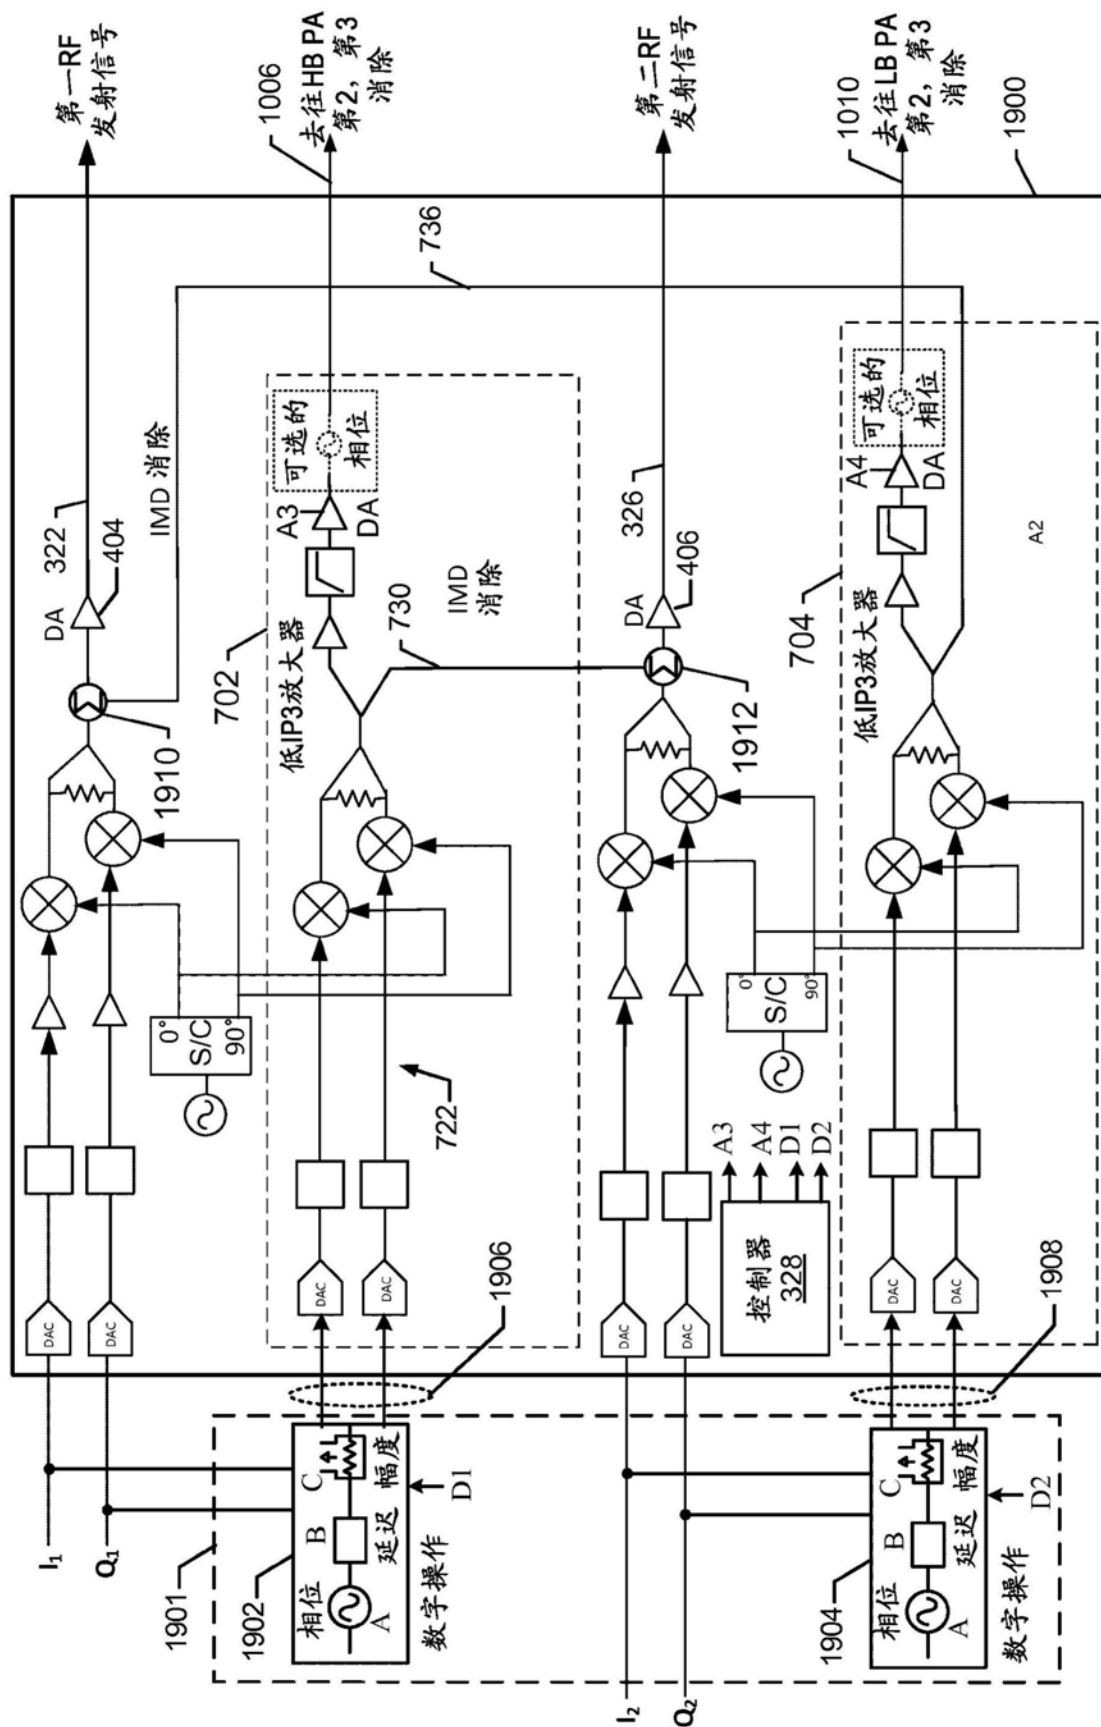 第一RF
发射信号
1006
去往HB PA
第2，第3
消除
第二RF
发射信号
1010
去往LB PA
第2，第3
消除
1900
736
322
IMD 消除
404
DA
1910
0°
S/C
90°
DAC
DAC
I₁
Q₁
702
低IP3放大器
A3
DA
可选的
相位
730
IMD
消除
722
DAC
DAC
1906
1901
1902
相位
A
B
延迟
C
幅度
数字操作
D1
326
DA
406
1912
0°
S/C
90°
DAC
DAC
I₂
Q₂
控制器
328
A3
A4
D1
D2
704
低IP3放大器
A4
DA
可选的
相位
A2
DAC
DAC
1908
1904
相位
A
B
延迟
C
幅度
数字操作
D2